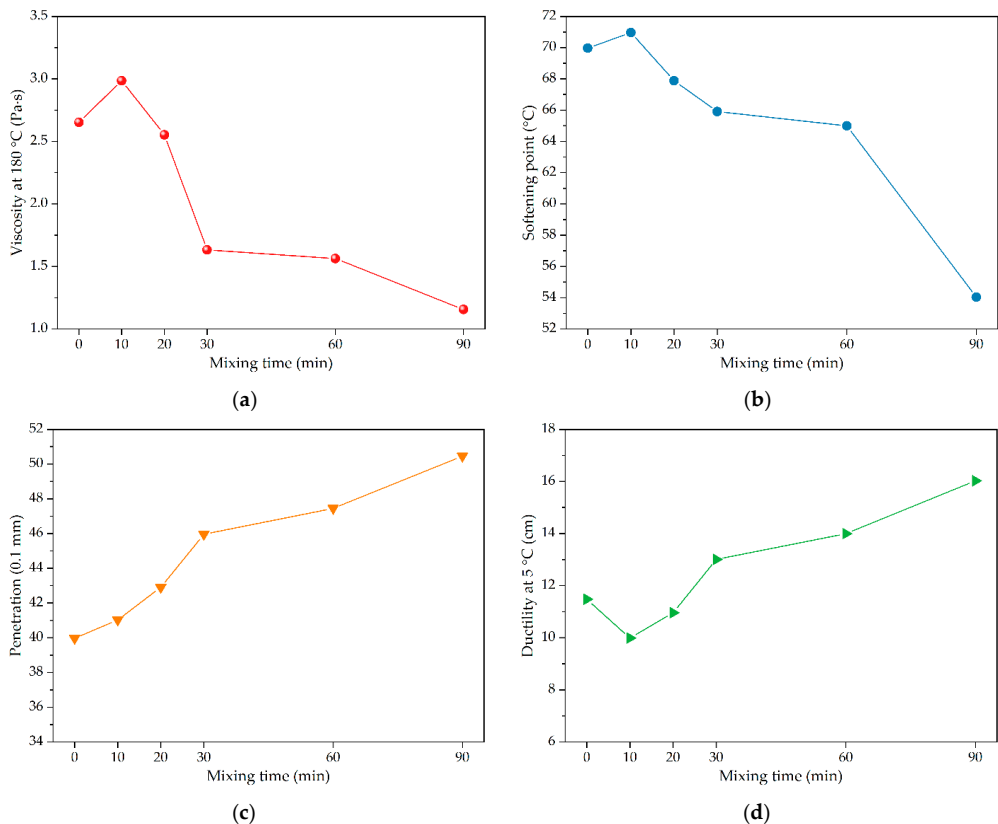 3.5
3.0
2.5
2.0
1.5
1.0
Viscosity at 180 °C (Pa·s)
0 10 20 30 60 90
Mixing time (min)
(a)
72
70
68
66
64
62
60
58
56
54
52
Softening point (°C)
0 10 20 30 60 90
Mixing time (min)
(b)
52
50
48
46
44
42
40
38
36
34
Penetration (0.1 mm)
0 10 20 30 60 90
Mixing time (min)
(c)
18
16
14
12
10
8
6
Ductility at 5 °C (cm)
0 10 20 30 60 90
Mixing time (min)
(d)